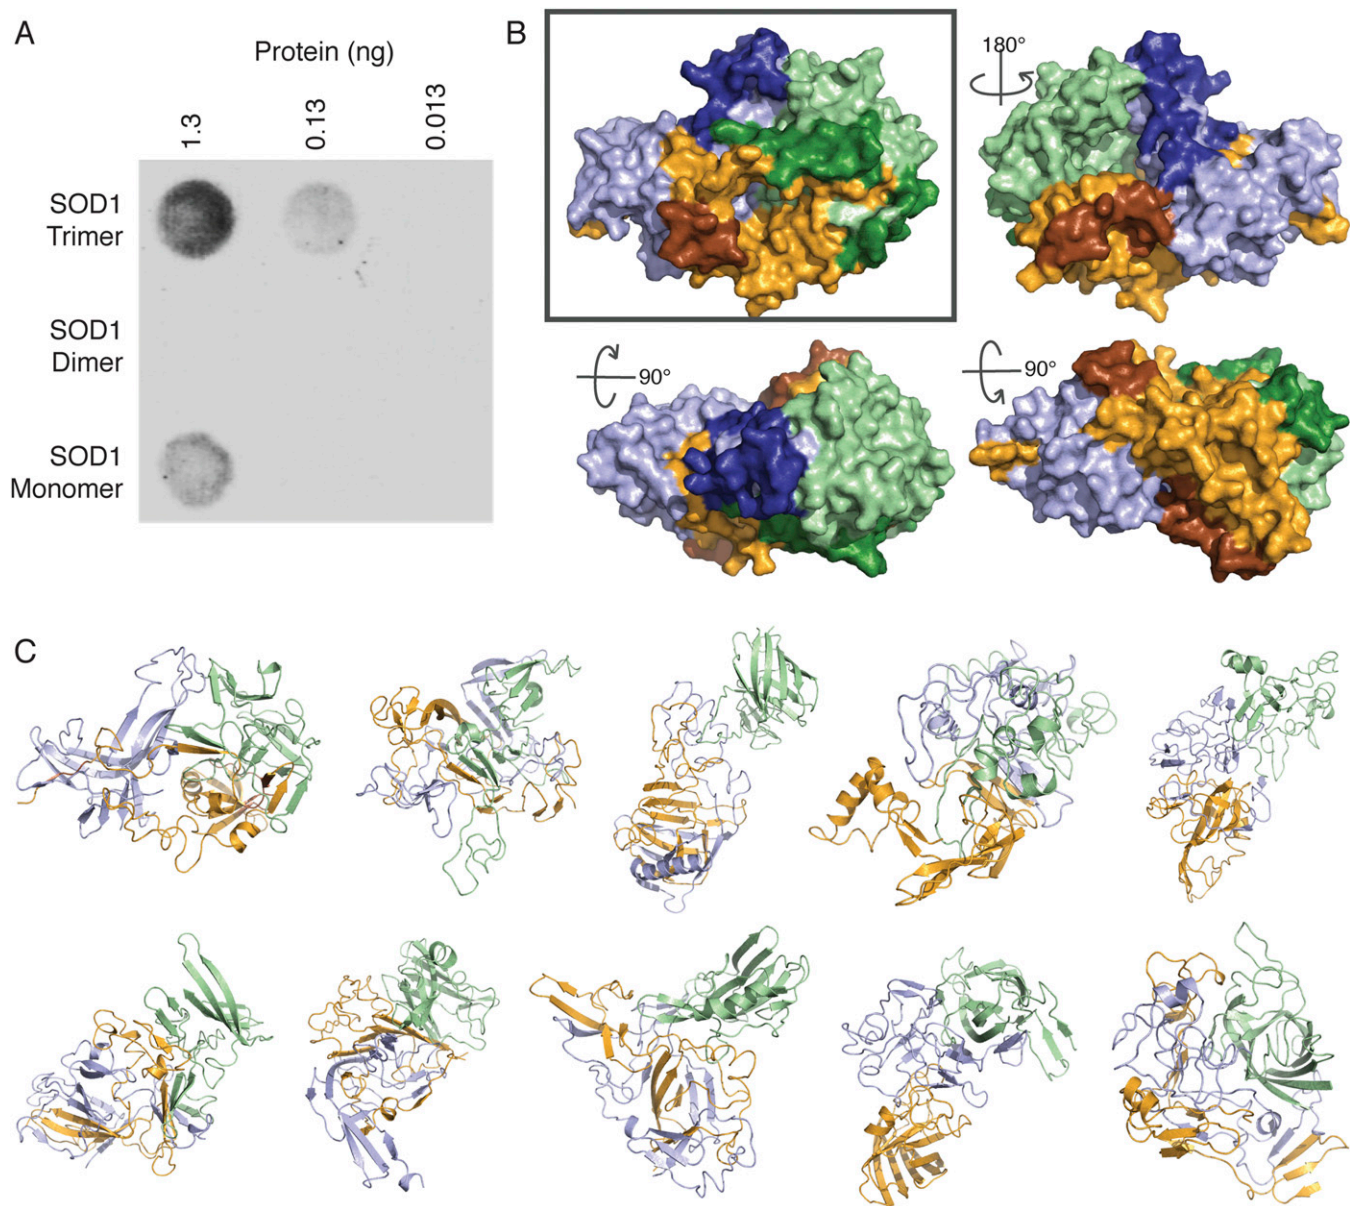 A
Protein (ng)
1.3
0.13
0.013
SOD1
Trimer
SOD1
Dimer
SOD1
Monomer
B
180°
90°
90°
C